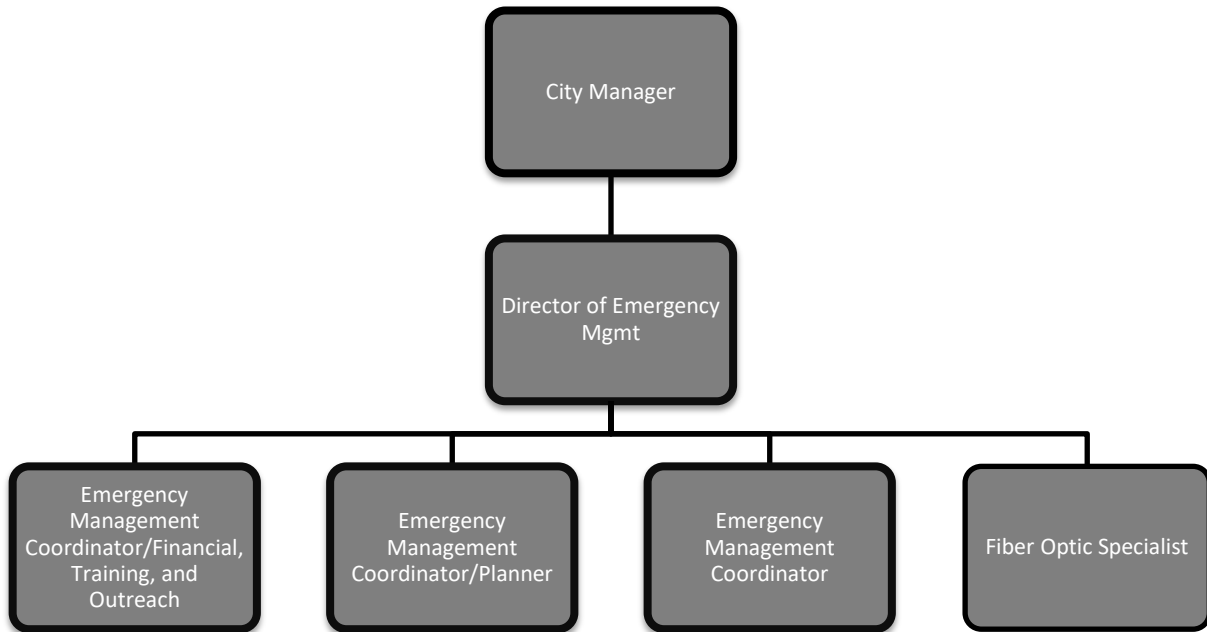 City Manager
Director of Emergency
Mgmt
Emergency
Management
Coordinator/Financial,
Training, and
Outreach
Emergency
Management
Coordinator/Planner
Emergency
Management
Coordinator
Fiber Optic Specialist